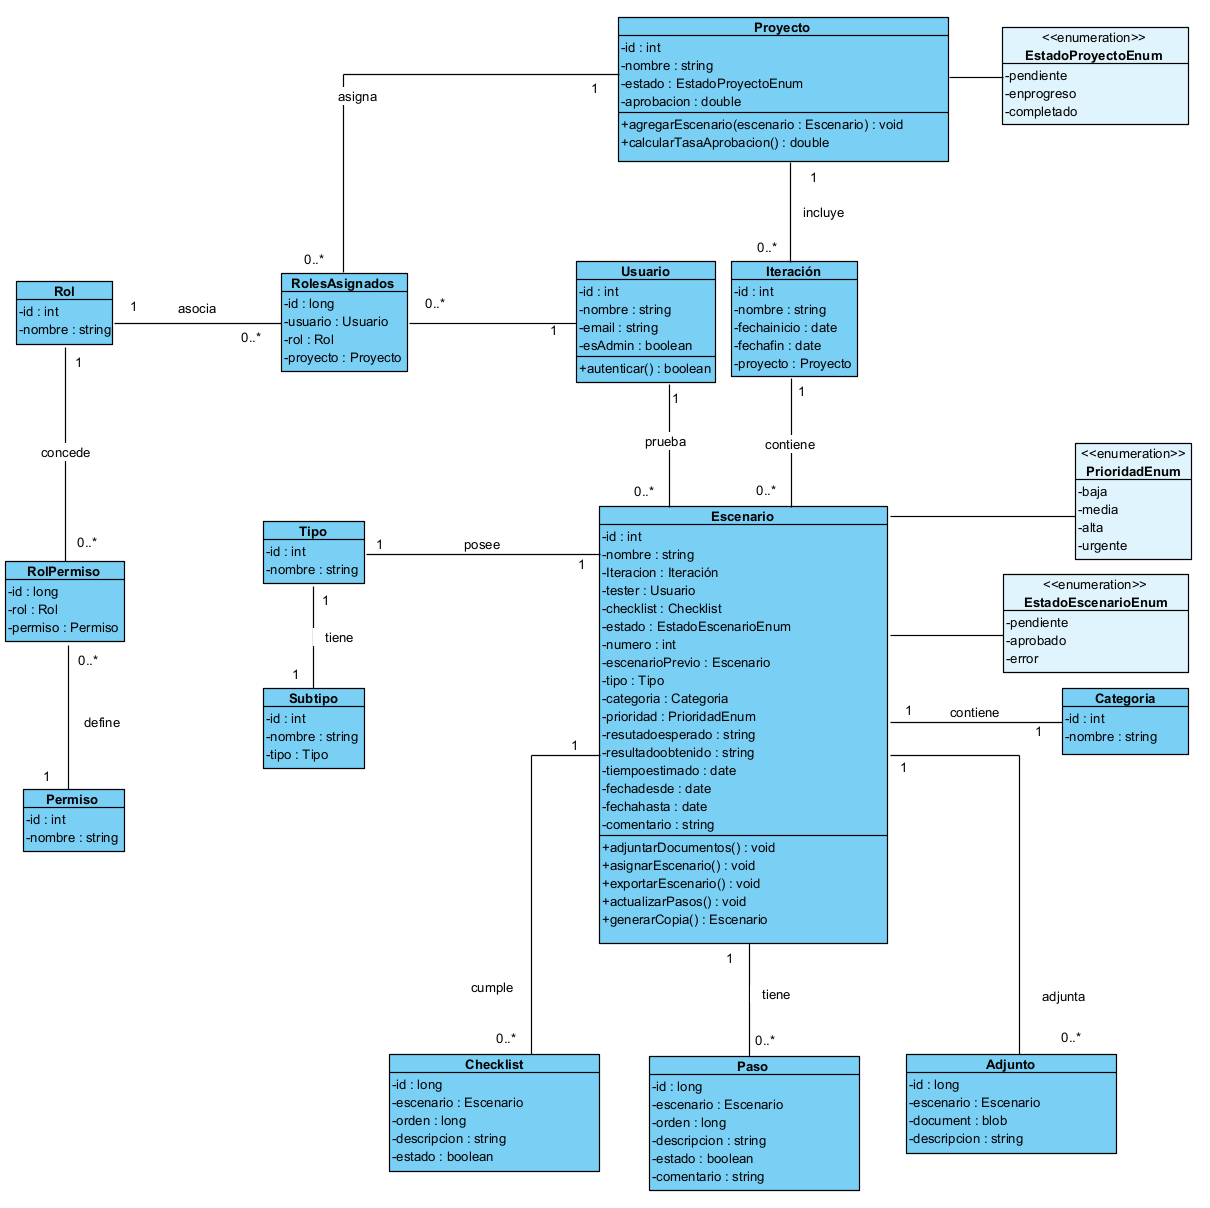 Proyecto
-id : int
-nombre : string
-estado : EstadoProyectoEnum
-aprobacion : double
+agregarEscenario(escenario : Escenario) : void
+calcularTasaAprobacion() : double
<<enumeration>>
EstadoProyectoEnum
-pendiente
-enprogreso
-completado
asigna
1
0..*
1
incluye
0..*
Rol
-id : int
-nombre : string
1
asocia
0..*
RolesAsignados
-id : long
-usuario : Usuario
-rol : Rol
-proyecto : Proyecto
0..*
1
Usuario
-id : int
-nombre : string
-email : string
-esAdmin : boolean
+autenticar() : boolean
Iteración
-id : int
-nombre : string
-fechainicio : date
-fechafin : date
-proyecto : Proyecto
1
concede
0..*
1
prueba
0..*
1
contiene
0..*
<<enumeration>>
PrioridadEnum
-baja
-media
-alta
-urgente
Tipo
-id : int
-nombre : string
1
posee
1
1
tiene
1
Subtipo
-id : int
-nombre : string
-tipo : Tipo
RolPermiso
-id : long
-rol : Rol
-permiso : Permiso
0..*
define
1
Permiso
-id : int
-nombre : string
Escenario
-id : int
-nombre : string
-Iteracion : Iteración
-tester : Usuario
-checklist : Checklist
-estado : EstadoEscenarioEnum
-numero : int
-escenarioPrevio : Escenario
-tipo : Tipo
-categoria : Categoria
-prioridad : PrioridadEnum
-resutadoesperado : string
-resultadoobtenido : string
-tiempoestimado : date
-fechadesde : date
-fechahasta : date
-comentario : string
+adjuntarDocumentos() : void
+asignarEscenario() : void
+exportarEscenario() : void
+actualizarPasos() : void
+generarCopia() : Escenario
<<enumeration>>
EstadoEscenarioEnum
-pendiente
-aprobado
-error
1
contiene
1
Categoria
-id : int
-nombre : string
1
cumple
0..*
1
tiene
0..*
1
adjunta
0..*
Checklist
-id : long
-escenario : Escenario
-orden : long
-descripcion : string
-estado : boolean
Paso
-id : long
-escenario : Escenario
-orden : long
-descripcion : string
-estado : boolean
-comentario : string
Adjunto
-id : long
-escenario : Escenario
-document : blob
-descripcion : string